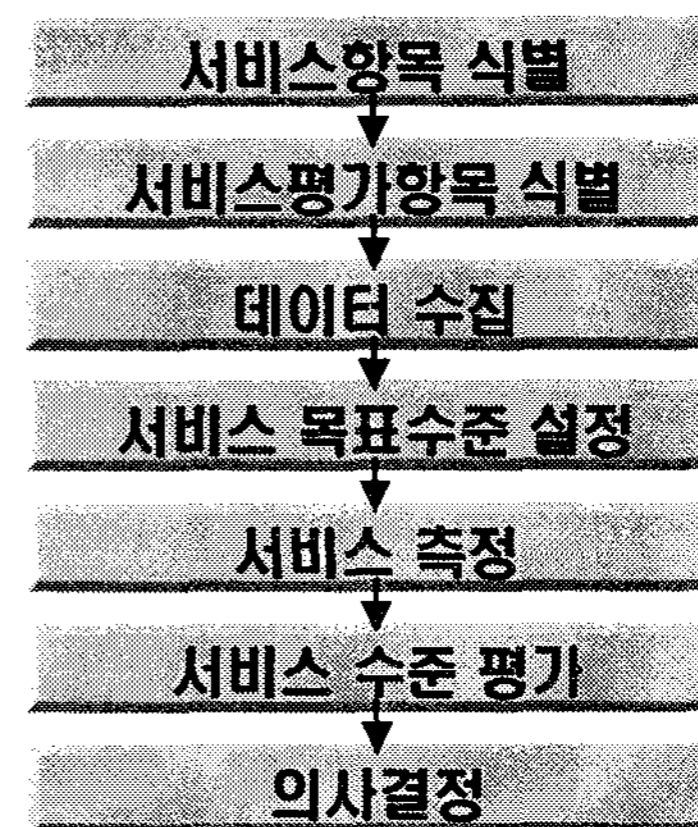 서비스항목 식별
서비스평가항목 식별
데이터 수집
서비스 목표수준 설정
서비스 측정
서비스 수준 평가
의사결정